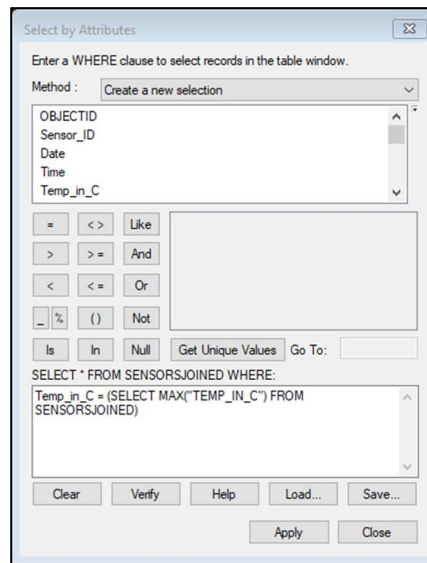 Select by Attributes
Enter a WHERE clause to select records in the table window.
Method : Create a new selection
OBJECTID
Sensor_ID
Date
Time
Temp_in_C
= < > Like
> > = And
< < = Or
_ % () Not
Is In Null Get Unique Values Go To:
SELECT * FROM SENSORSJOINED WHERE:
Temp_in_C = (SELECT MAX("TEMP_IN_C") FROM
SENSORSJOINED)
Clear Verify Help Load... Save...
Apply Close